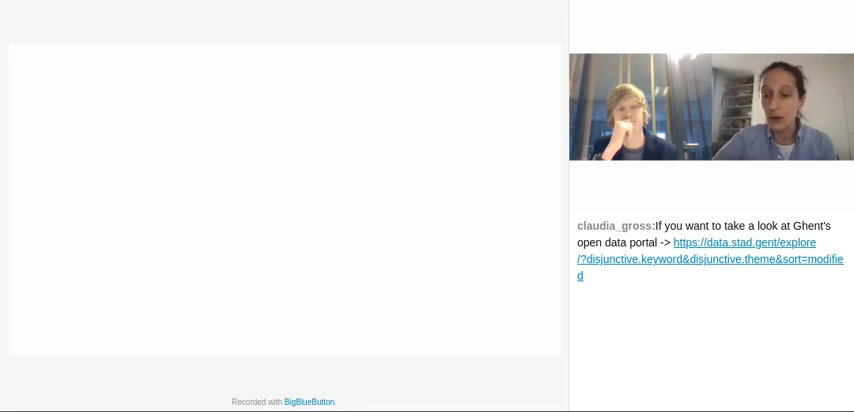 claudia_gross:If you want to take a look at Ghent's
open data portal -> https://data.stad.gent/explore
/?disjunctive.keyword&disjunctive.theme&sort=modifie
d
Recorded with BigBlueButton.